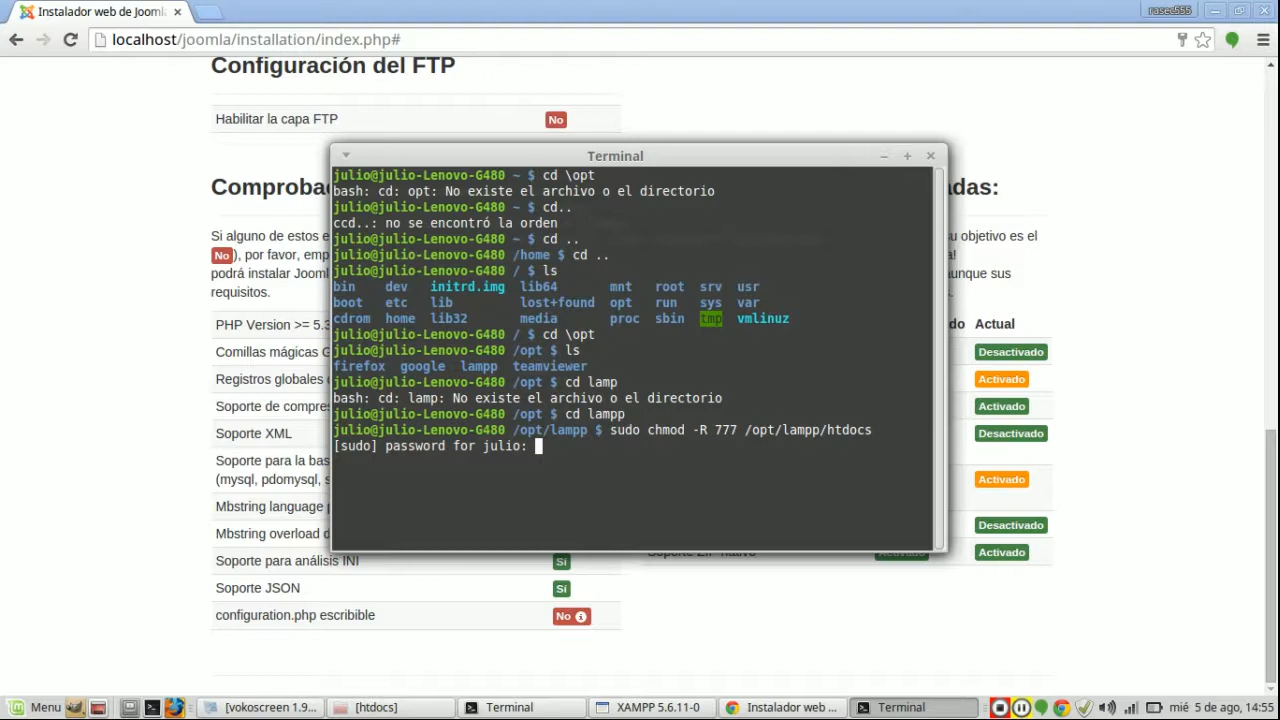 Instalador web de Joomla
rasec555
localhost/joomla/installation/index.php#
Configuración del FTP
Habilitar la capa FTP No
Comproba
adas:
Si alguno de estos e
su objetivo es el
No), por favor, emp
podrá instalar Joom
aunque sus
requisitos.
PHP Version >= 5.3
do Actual
Comillas mágicas G
Desactivado
Registros globales
Activado
Soporte de compre
Activado
Soporte XML
Desactivado
Soporte para la bas
(mysql, pdomysql, s
Activado
Mbstring language p
Mbstring overload d
Desactivado
Soporte para análisis INI Sí
Soporte ZIP nativo Activado Activado
Soporte JSON Sí
configuration.php escribible No
Terminal
julio@julio-Lenovo-G480 ~ $ cd \opt
bash: cd: opt: No existe el archivo o el directorio
julio@julio-Lenovo-G480 ~ $ cd..
ccd..: no se encontró la orden
julio@julio-Lenovo-G480 ~ $ cd ..
julio@julio-Lenovo-G480 /home $ cd ..
julio@julio-Lenovo-G480 / $ ls
bin dev initrd.img lib64 mnt root srv usr
boot etc lib lost+found opt run sys var
cdrom home lib32 media proc sbin tmp vmlinuz
julio@julio-Lenovo-G480 / $ cd \opt
julio@julio-Lenovo-G480 /opt $ ls
firefox google lampp teamviewer
julio@julio-Lenovo-G480 /opt $ cd lamp
bash: cd: lamp: No existe el archivo o el directorio
julio@julio-Lenovo-G480 /opt $ cd lampp
julio@julio-Lenovo-G480 /opt/lampp $ sudo chmod -R 777 /opt/lampp/htdocs
[sudo] password for julio:
Menu [vokoscreen 1.9... [htdocs] Terminal XAMPP 5.6.11-0 Instalador web ... Terminal mié 5 de ago, 14:55